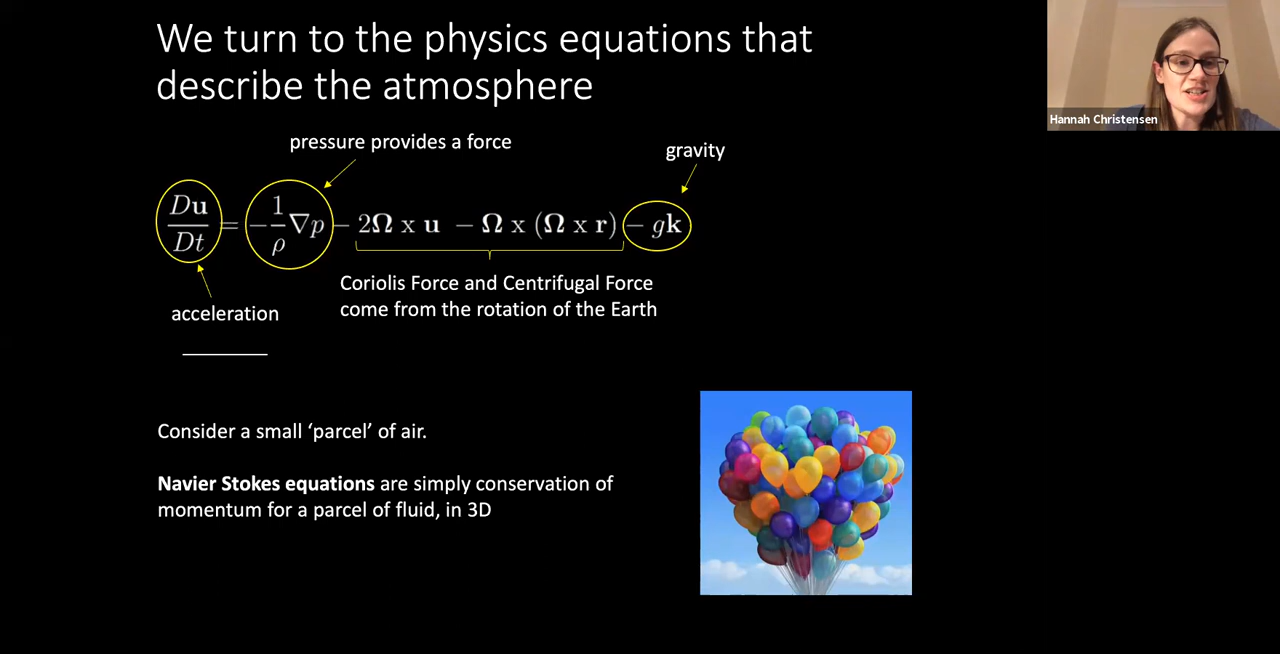 We turn to the physics equations that
describe the atmosphere
Hannah Christensen
pressure provides a force
gravity
Du/Dt = −1/ρ ∇p − 2Ω x u − Ω x (Ω x r) − gk
Coriolis Force and Centrifugal Force
come from the rotation of the Earth
acceleration
Consider a small ‘parcel’ of air.
Navier Stokes equations are simply conservation of
momentum for a parcel of fluid, in 3D